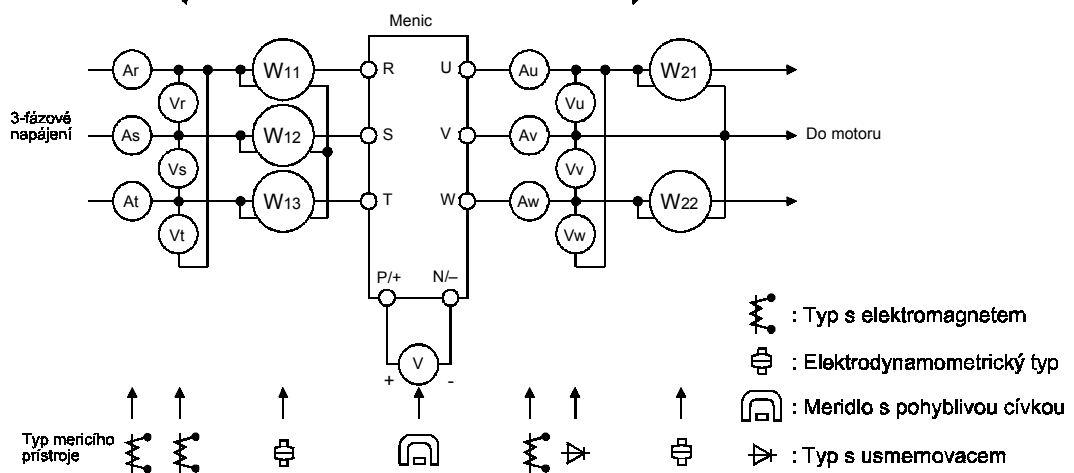 Menic
Ar
W11
R
U
Au
W21
Vr
Vu
3-fázové
napájení
As
W12
S
V
Av
Do motoru
Vs
Vv
At
W13
T
W
Aw
W22
Vt
Vw
P/+
N/–
V
+
-
: Typ s elektromagnetem
: Elektrodynamometrický typ
: Meridlo s pohyblivou cívkou
: Typ s usmemovacem
Typ mericího
prístroje